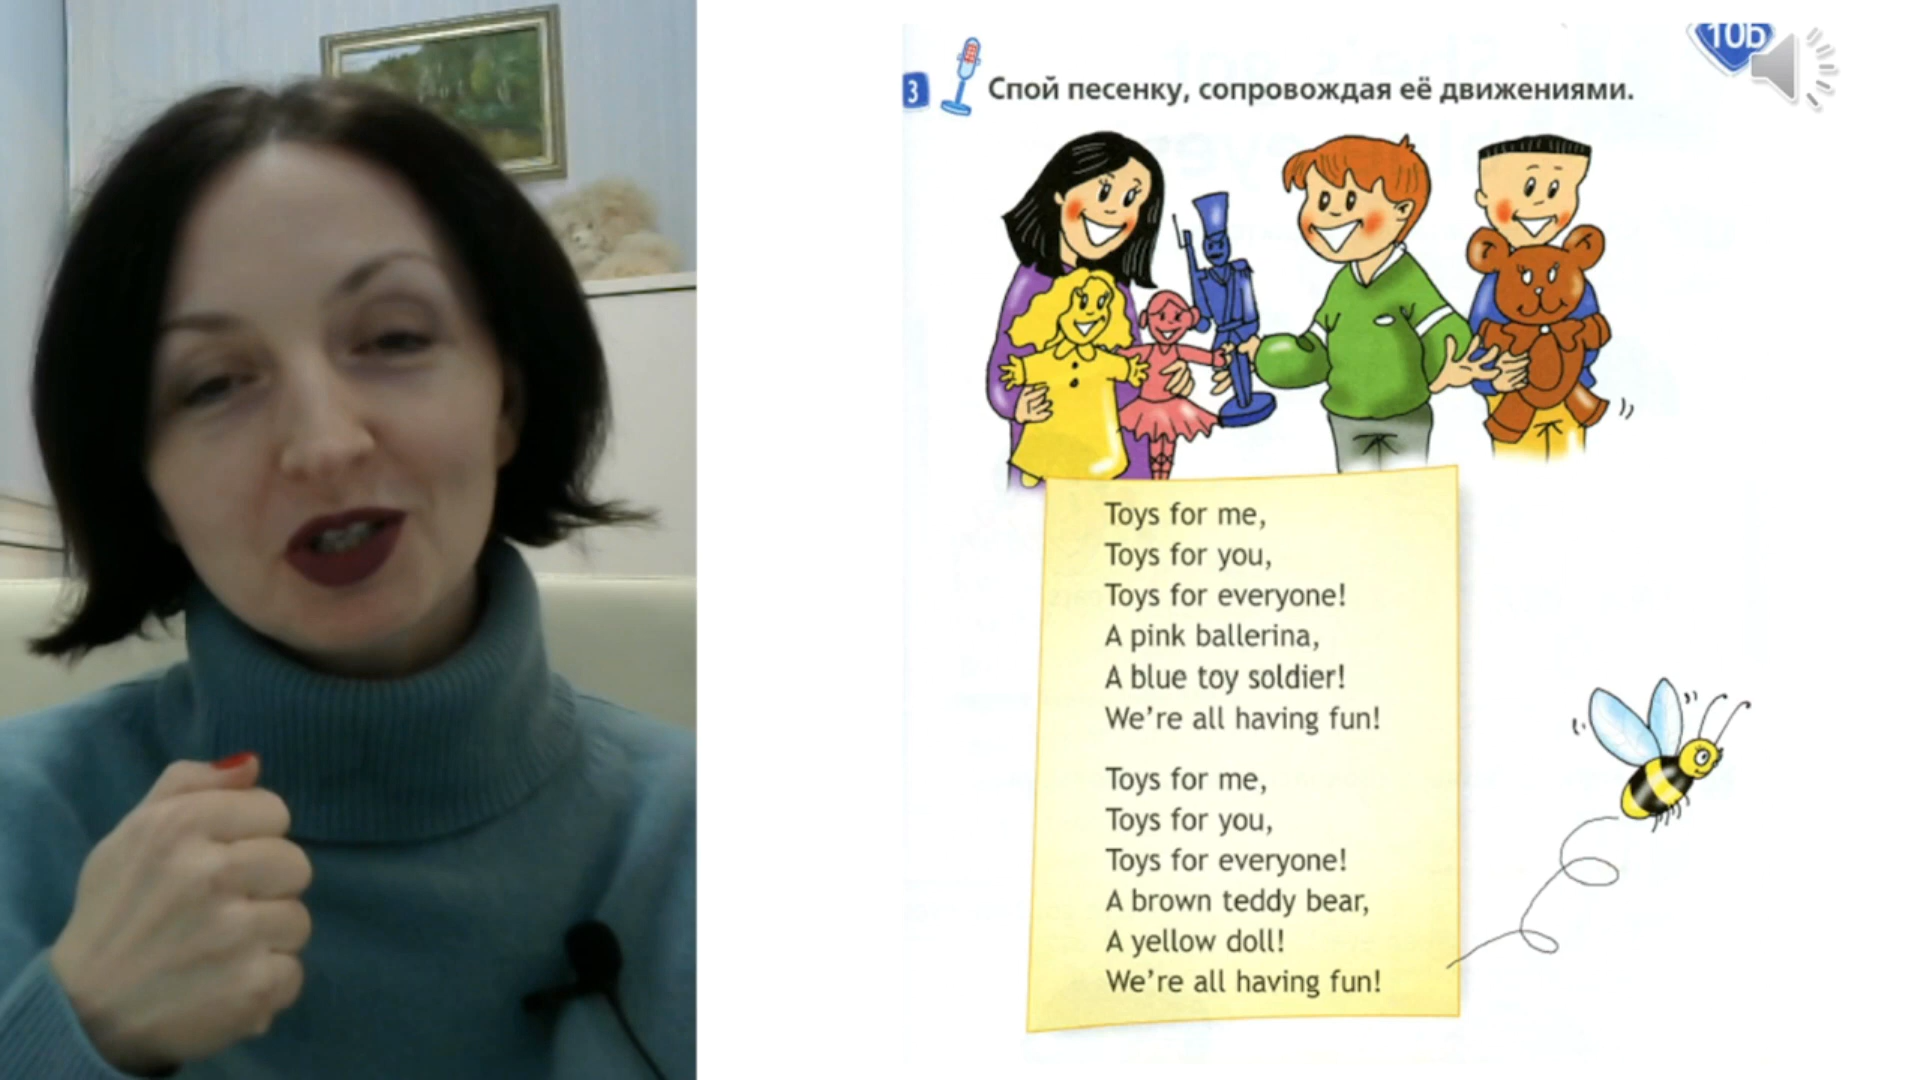 10b
3 Спой песенку, сопровождая её движениями.
Toys for me,
Toys for you,
Toys for everyone!
A pink ballerina,
A blue toy soldier!
We're all having fun!
Toys for me,
Toys for you,
Toys for everyone!
A brown teddy bear,
A yellow doll!
We're all having fun!